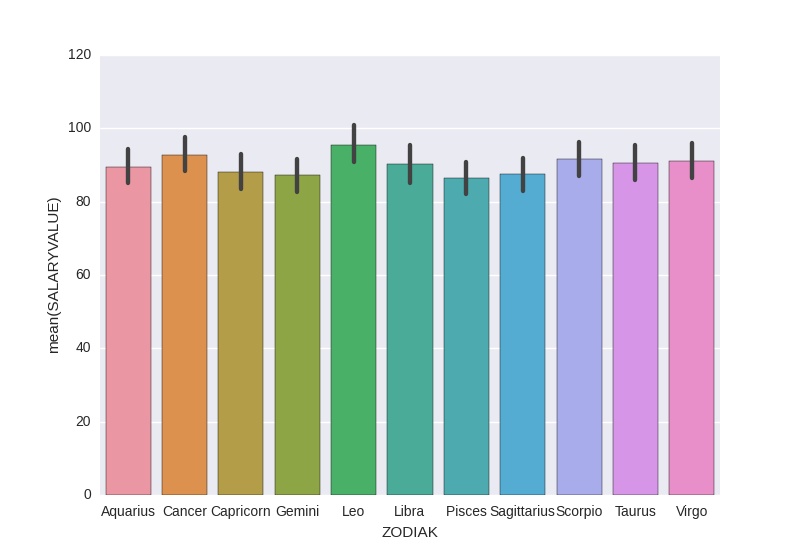 120
100
80
60
40
20
0
mean(SALARYVALUE)
Aquarius Cancer Capricorn Gemini Leo Libra Pisces Sagittarius Scorpio Taurus Virgo
ZODIAK